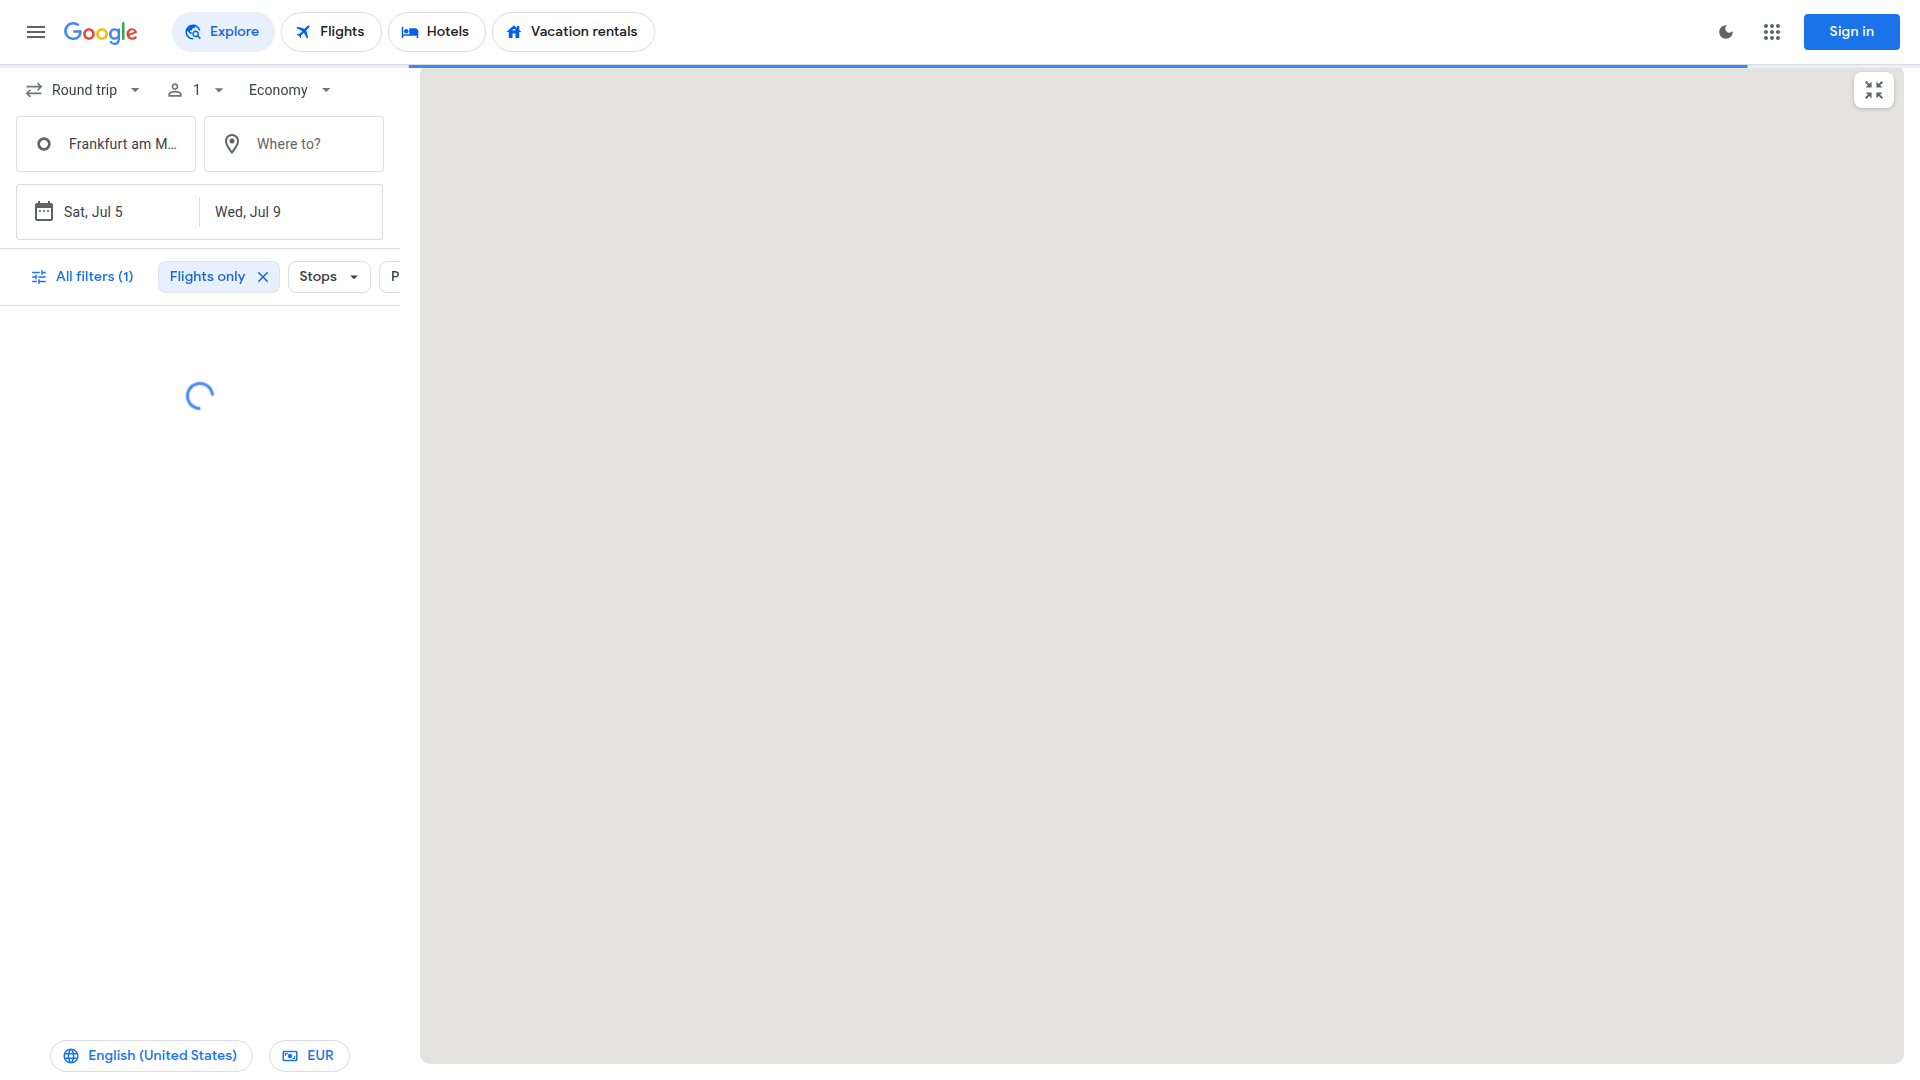 Google
Explore
Flights
Hotels
Vacation rentals
Sign in
Round trip
1
Economy
Frankfurt am M...
Where to?
Sat, Jul 5
Wed, Jul 9
All filters (1)
Flights only
Stops
P
English (United States)
EUR